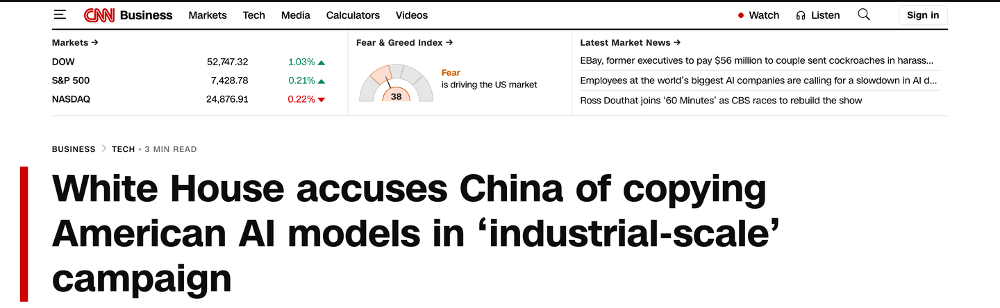 CNN Business Markets Tech Media Calculators Videos Watch Listen Sign in
Markets →
DOW 52,747.32 1.03%
S&P 500 7,428.78 0.21%
NASDAQ 24,876.91 0.22%
Fear & Greed Index →
Fear
is driving the US market
38
Latest Market News →
EBay, former executives to pay $56 million to couple sent cockroaches in harass...
Employees at the world’s biggest AI companies are calling for a slowdown in AI d...
Ross Douthat joins ‘60 Minutes’ as CBS races to rebuild the show
BUSINESS > TECH • 3 MIN READ
White House accuses China of copying
American AI models in ‘industrial-scale’
campaign